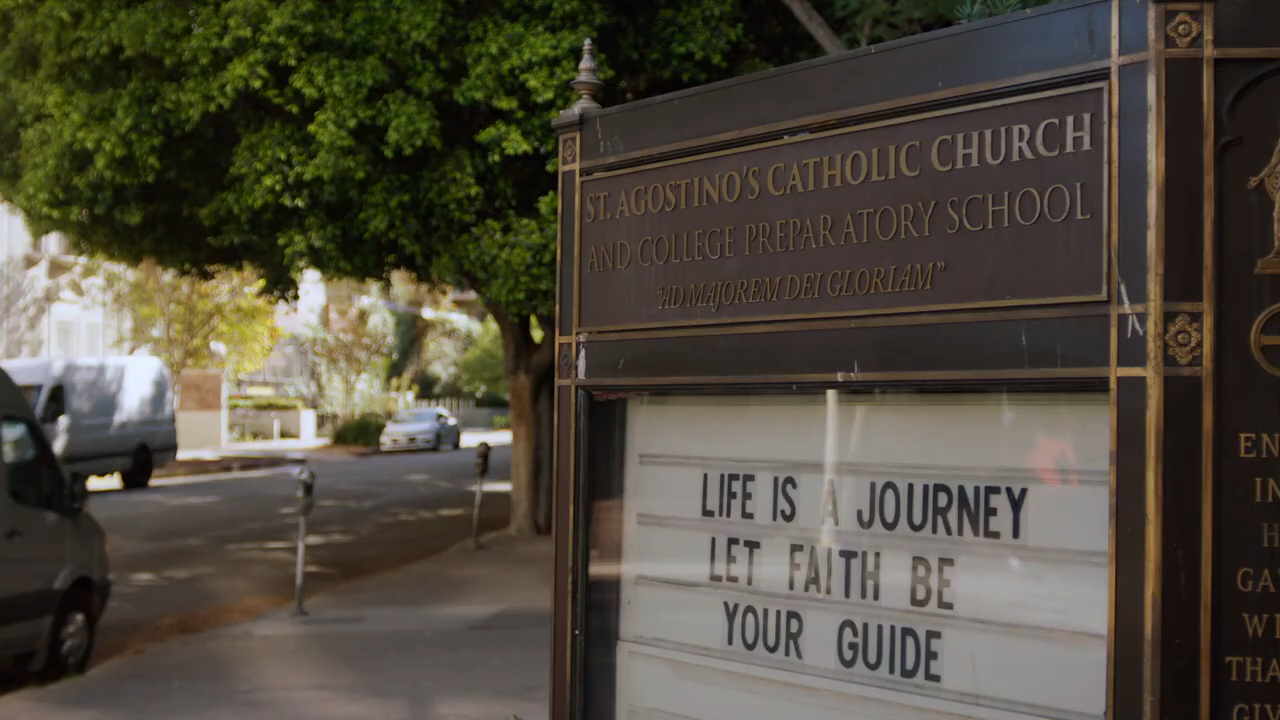 ST. AGOSTINO'S CATHOLIC CHURCH
AND COLLEGE PREPARATORY SCHOOL
"AD MAJOREM DEI GLORIAM"
LIFE IS A JOURNEY
LET FAITH BE
YOUR GUIDE